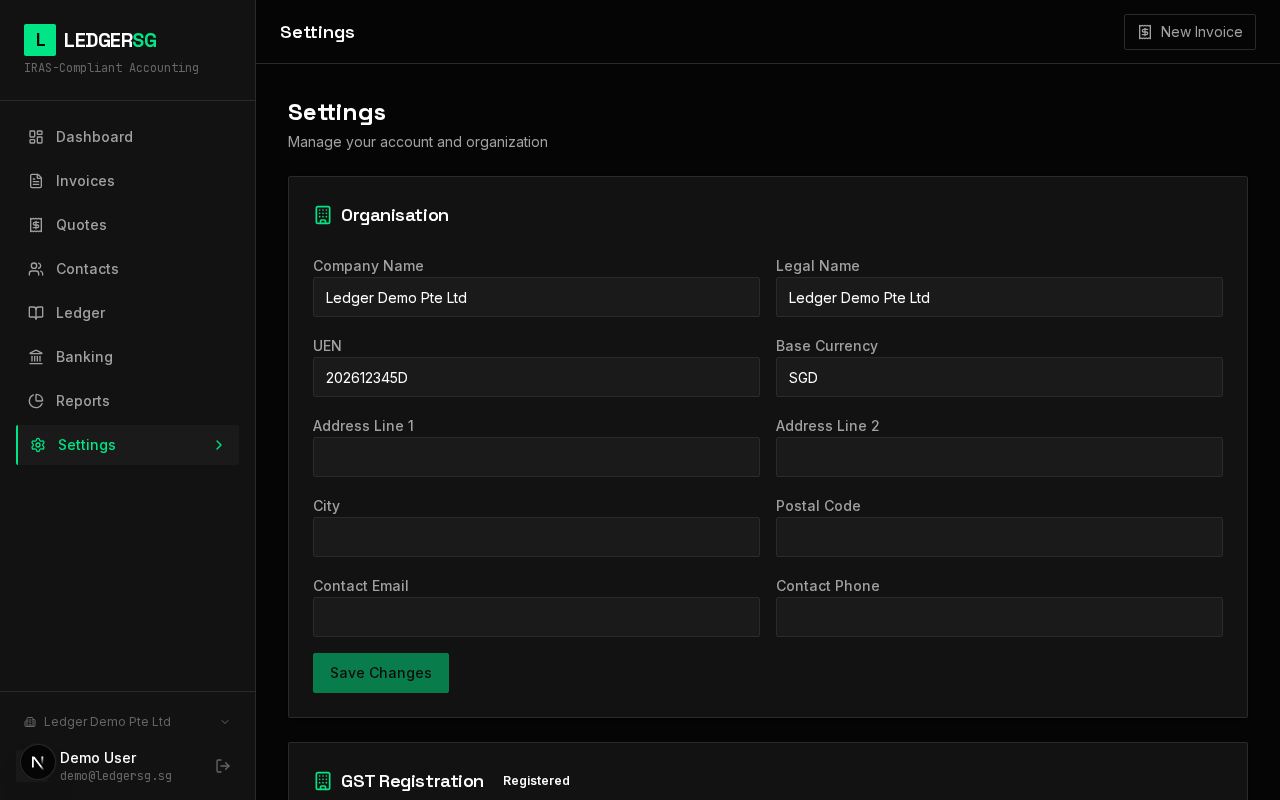 L LEDGERSG
IRAS-Compliant Accounting
Dashboard
Invoices
Quotes
Contacts
Ledger
Banking
Reports
Settings
Ledger Demo Pte Ltd
N
Demo User
demo@ledgersg.sg
Settings
New Invoice
Settings
Manage your account and organization
Organisation
Company Name
Ledger Demo Pte Ltd
Legal Name
Ledger Demo Pte Ltd
UEN
202612345D
Base Currency
SGD
Address Line 1
Address Line 2
City
Postal Code
Contact Email
Contact Phone
Save Changes
GST Registration Registered